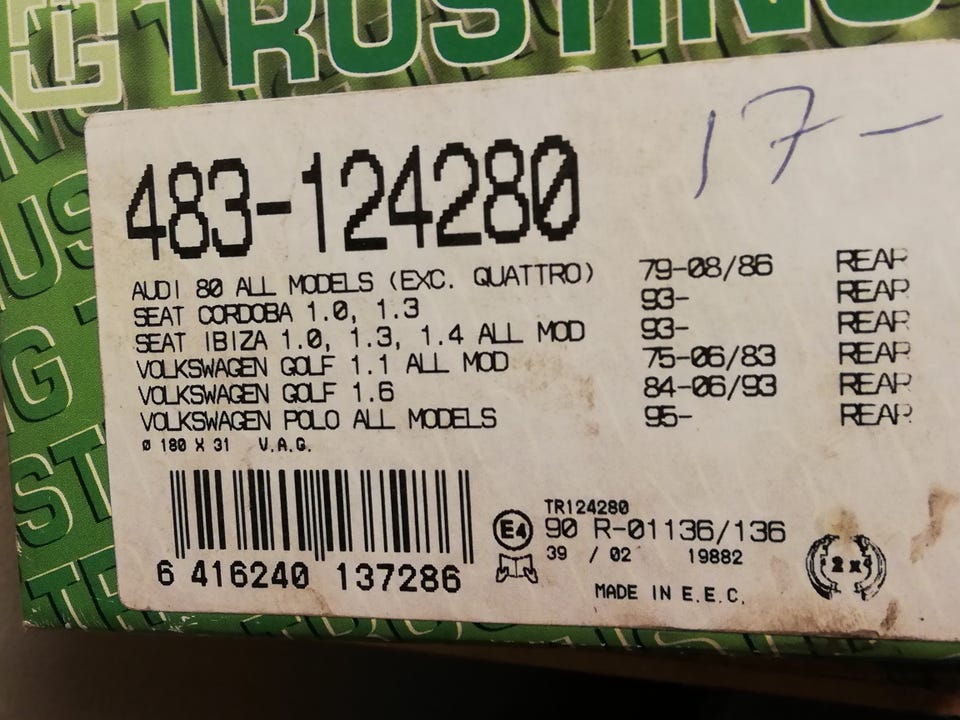 TRUSTING
17-
483-124280
AUDI 80 ALL MODELS (EXC. QUATTRO) 79-08/86 REAR
SEAT CORDOBA 1.0, 1.3 93- REAR
SEAT IBIZA 1.0, 1.3, 1.4 ALL MOD 93- REAR
VOLKSWAGEN GOLF 1.1 ALL MOD 75-06/83 REAR
VOLKSWAGEN GOLF 1.6 84-06/93 REAR
VOLKSWAGEN POLO ALL MODELS 95- REAR
Ø 180 X 31 V.A.G.
TR124280
E4 90 R-01136/136
39 / 02 19882
6 416240 137286
MADE IN E.E.C.
2 x